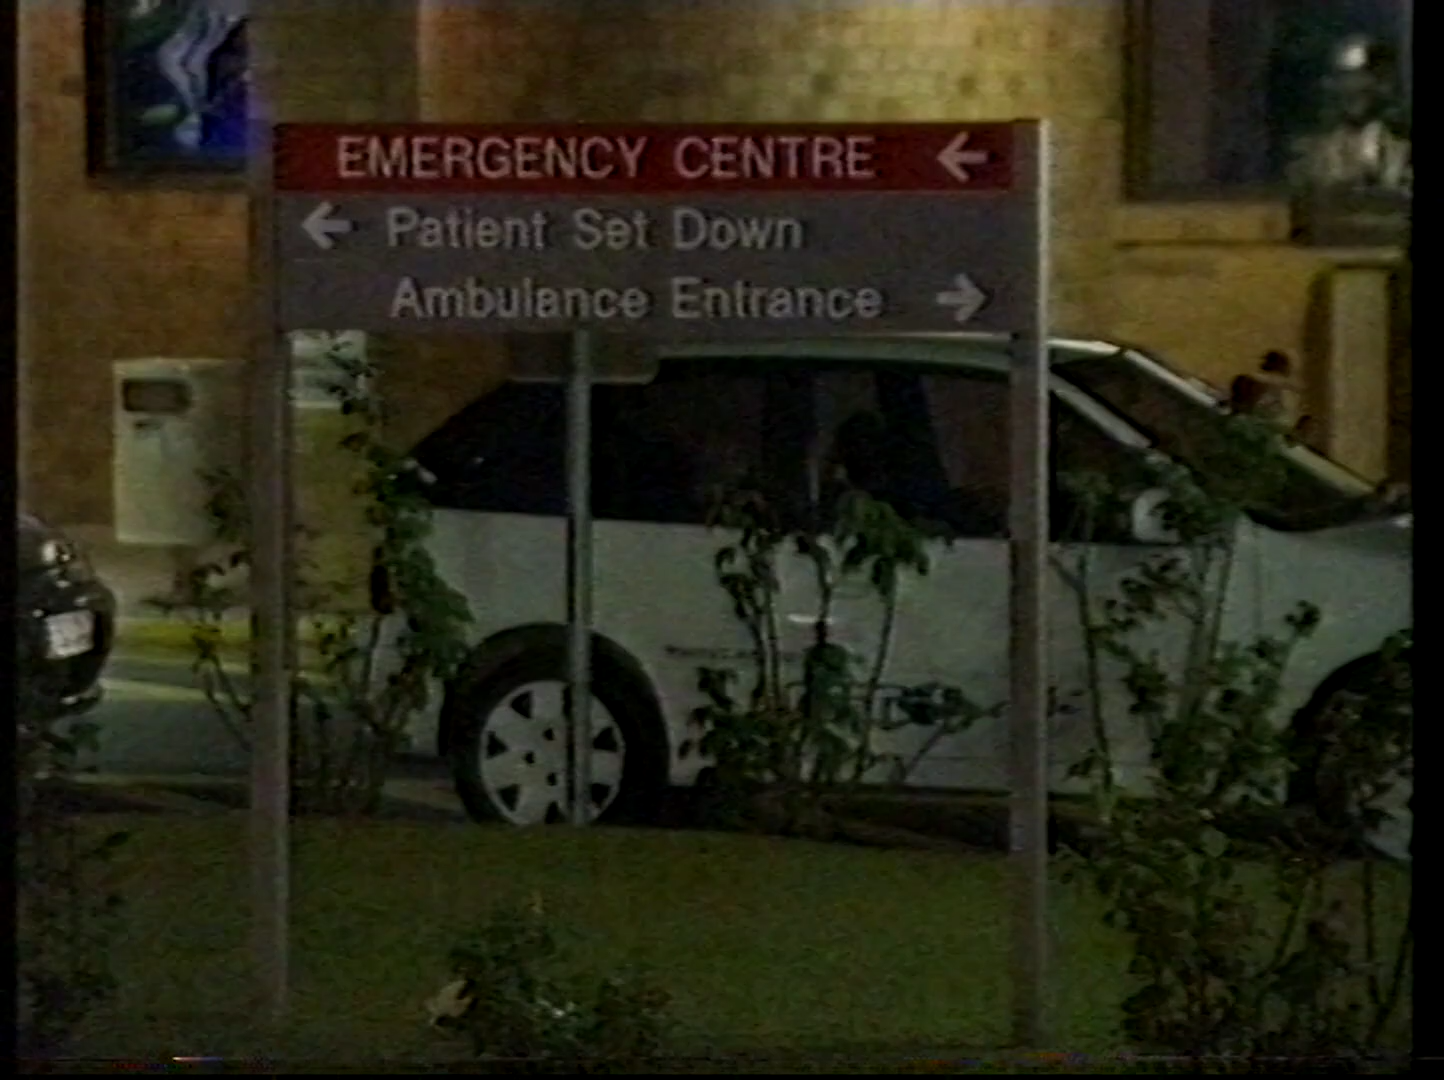 EMERGENCY CENTRE ←
← Patient Set Down
Ambulance Entrance →